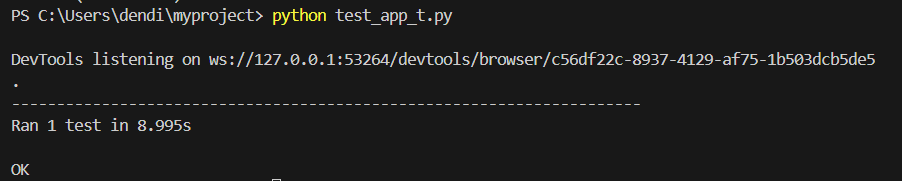 PS C:\Users\dendi\myproject> python test_app_t.py
DevTools listening on ws://127.0.0.1:53264/devtools/browser/c56df22c-8937-4129-af75-1b503dcb5de5
.
----------------------------------------------------------------------
Ran 1 test in 8.995s
OK